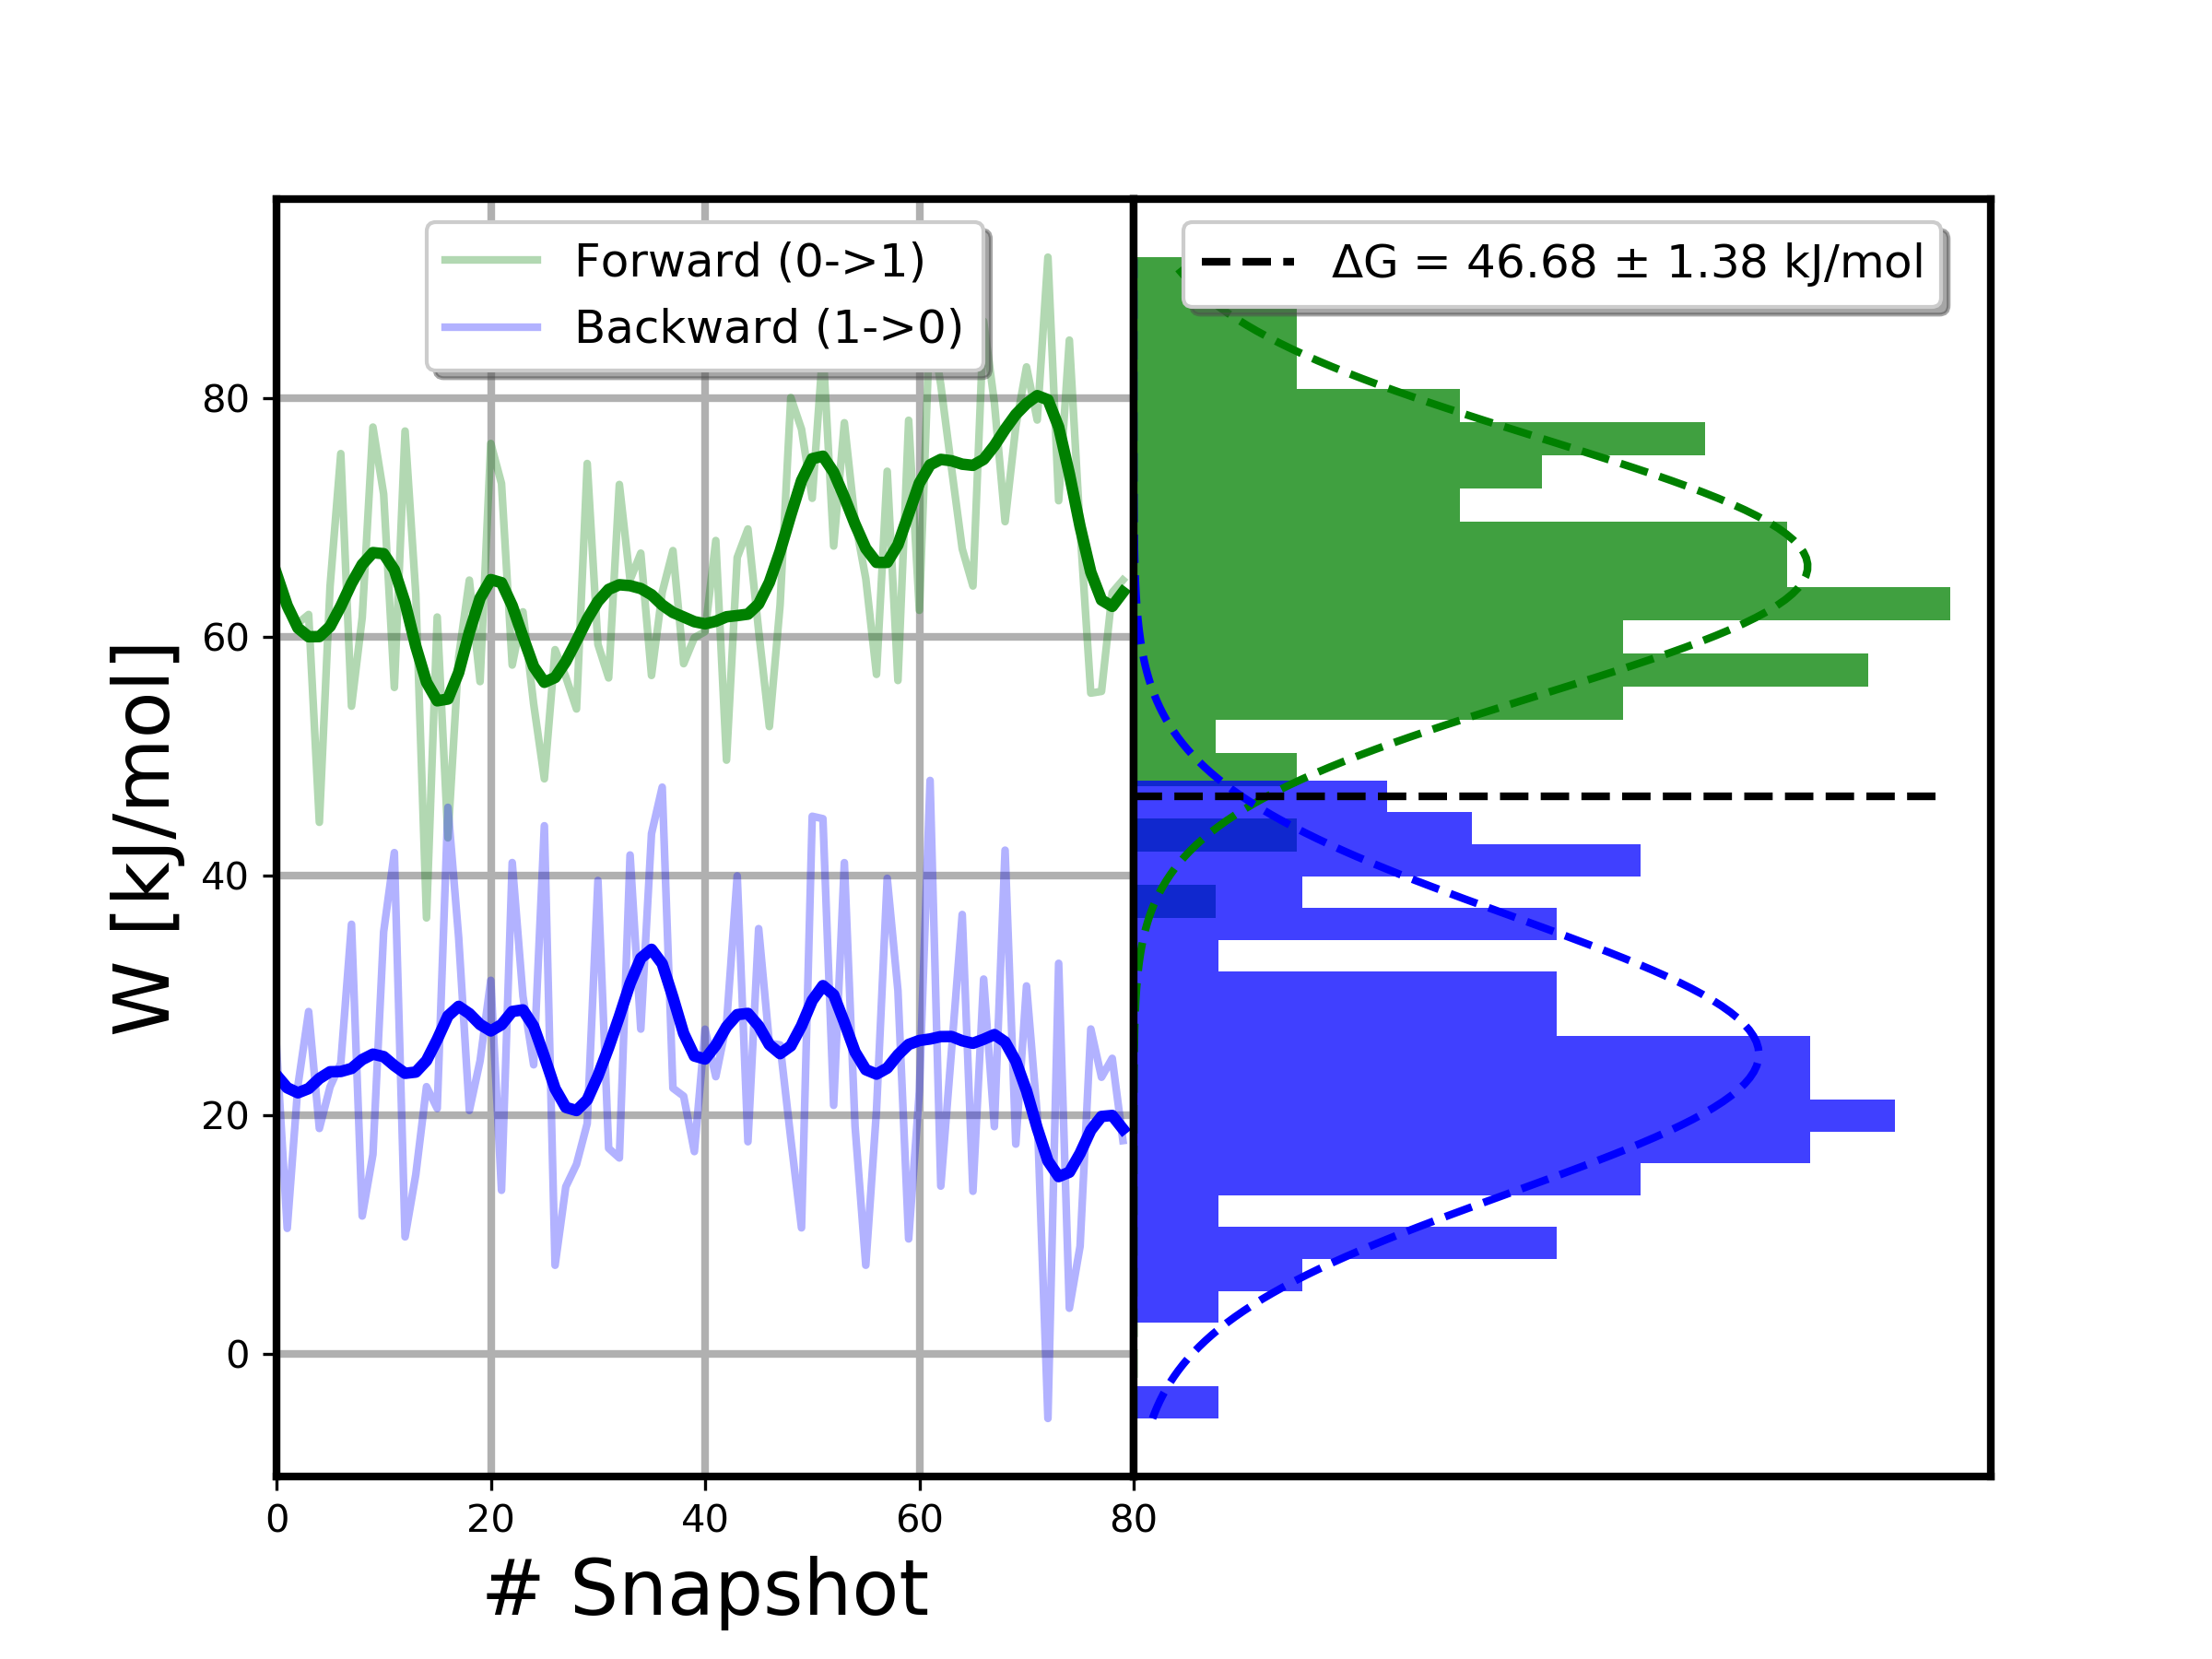 Forward (0->1)
Backward (1->0)
ΔG = 46.68 ± 1.38 kJ/mol
W [kJ/mol]
80
60
40
20
0
0 20 40 60 80
# Snapshot